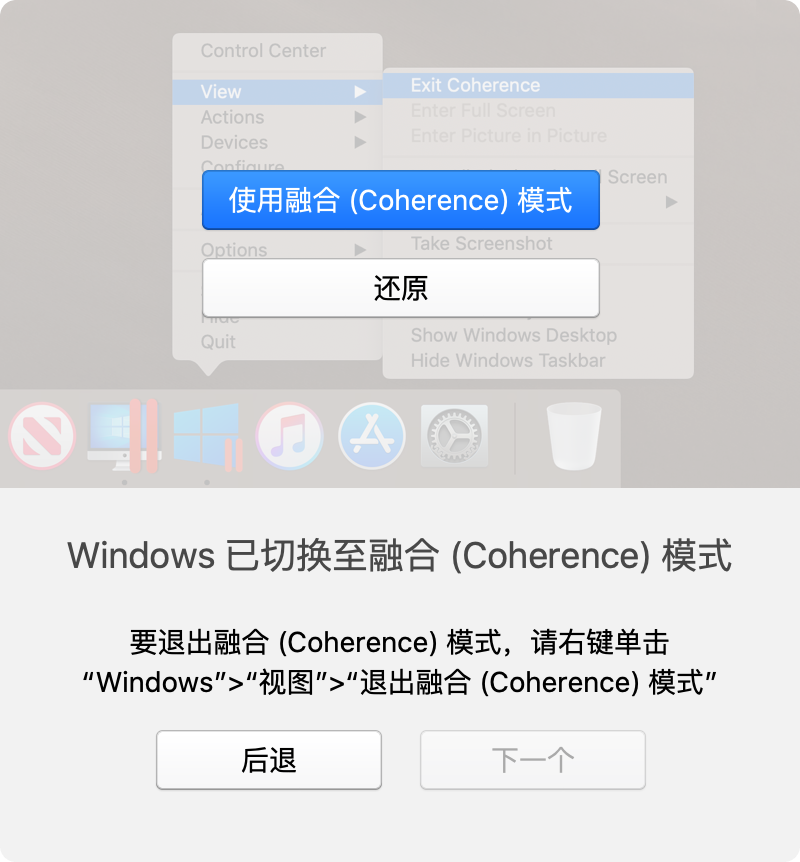 Control Center
View
Exit Coherence
Actions
Enter Full Screen
Devices
Enter Picture in Picture
Configure
Screen
使用融合 (Coherence) 模式
Options
Take Screenshot
还原
Hide
Show Windows Desktop
Quit
Hide Windows Taskbar
Windows 已切换至融合 (Coherence) 模式
要退出融合 (Coherence) 模式，请右键单击
“Windows”>“视图”>“退出融合 (Coherence) 模式”
后退
下一个